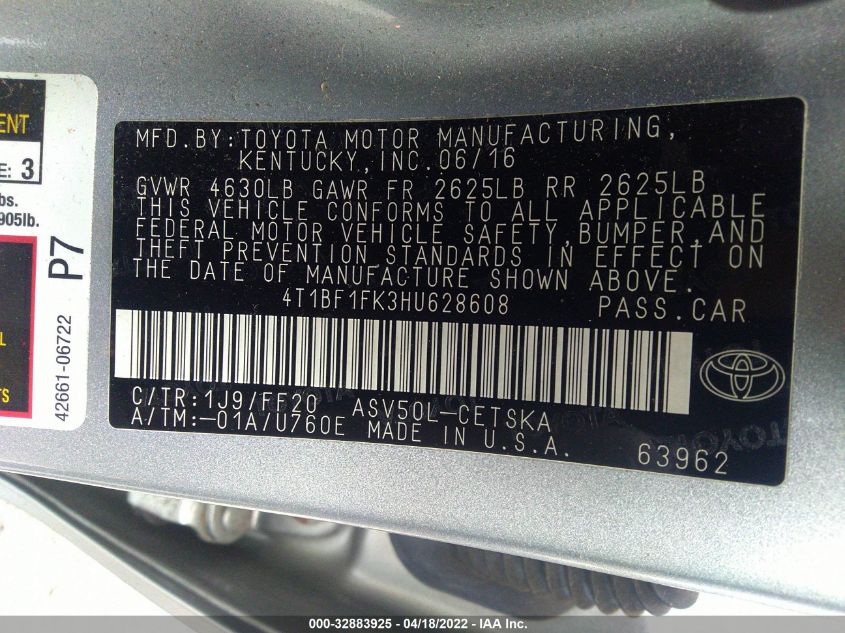 ENT
E: 3
bs.
905lb.
L
TS
42661-06722
P7
MFD.BY:TOYOTA MOTOR MANUFACTURING,
KENTUCKY,INC.06/16
GVWR 4630LB GAWR FR 2625LB RR 2625LB
THIS VEHICLE CONFORMS TO ALL APPLICABLE
FEDERAL MOTOR VEHICLE SAFETY,BUMPER,AND
THEFT PREVENTION STANDARDS IN EFFECT ON
THE DATE OF MANUFACTURE SHOWN ABOVE.
4T1BF1FK3HU628608 PASS.CAR
C/TR:1J9/FF20 ASV50L-CETSKA
A/TM:-01A/U760E MADE IN U.S.A.
63962
000-32883925 - 04/18/2022 - IAA Inc.